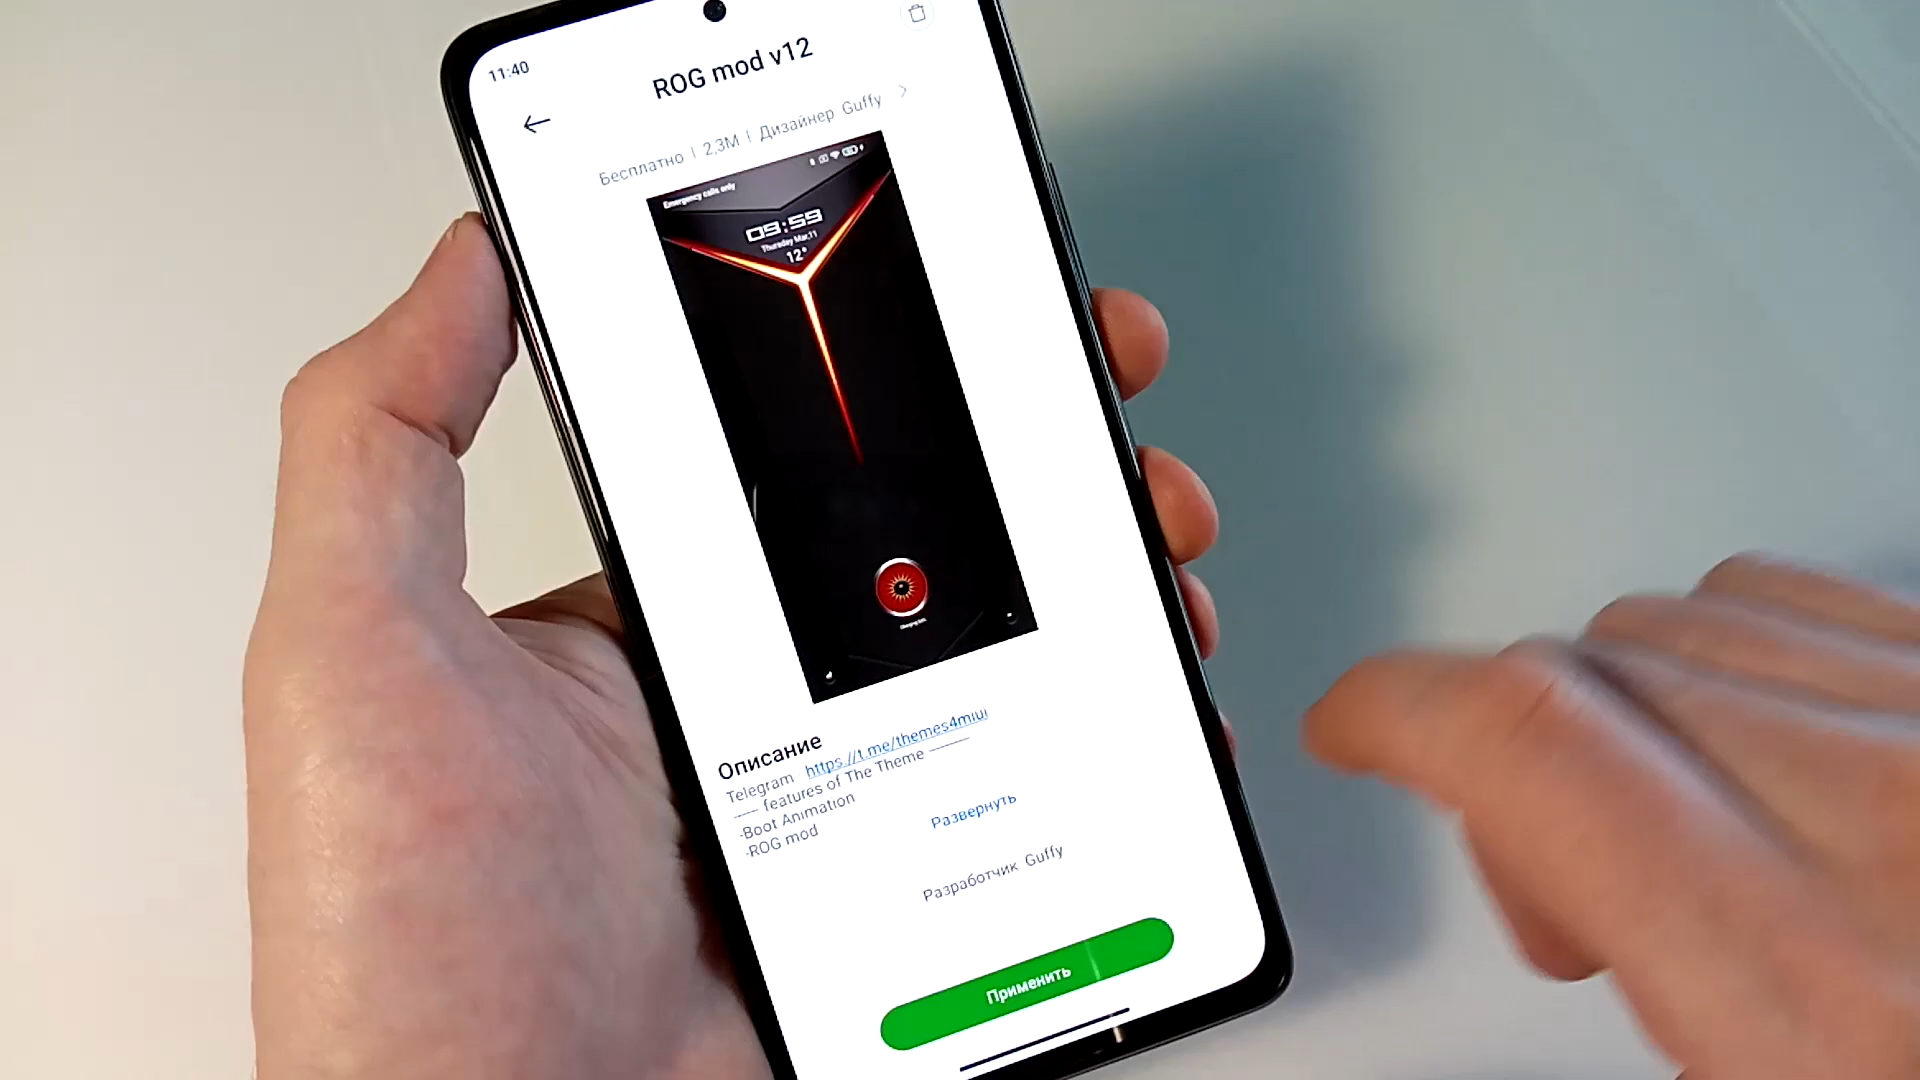 11:40
ROG mod v12
Бесплатно | 2,3M | Дизайнер Guffy
Emergency calls only
09:59
Thursday Mar,11
12°
Описание
Telegram https://t.me/themes4miui
----- features of The Theme -----
-Boot Animation
-ROG mod
Развернуть
Разработчик Guffy
Применить